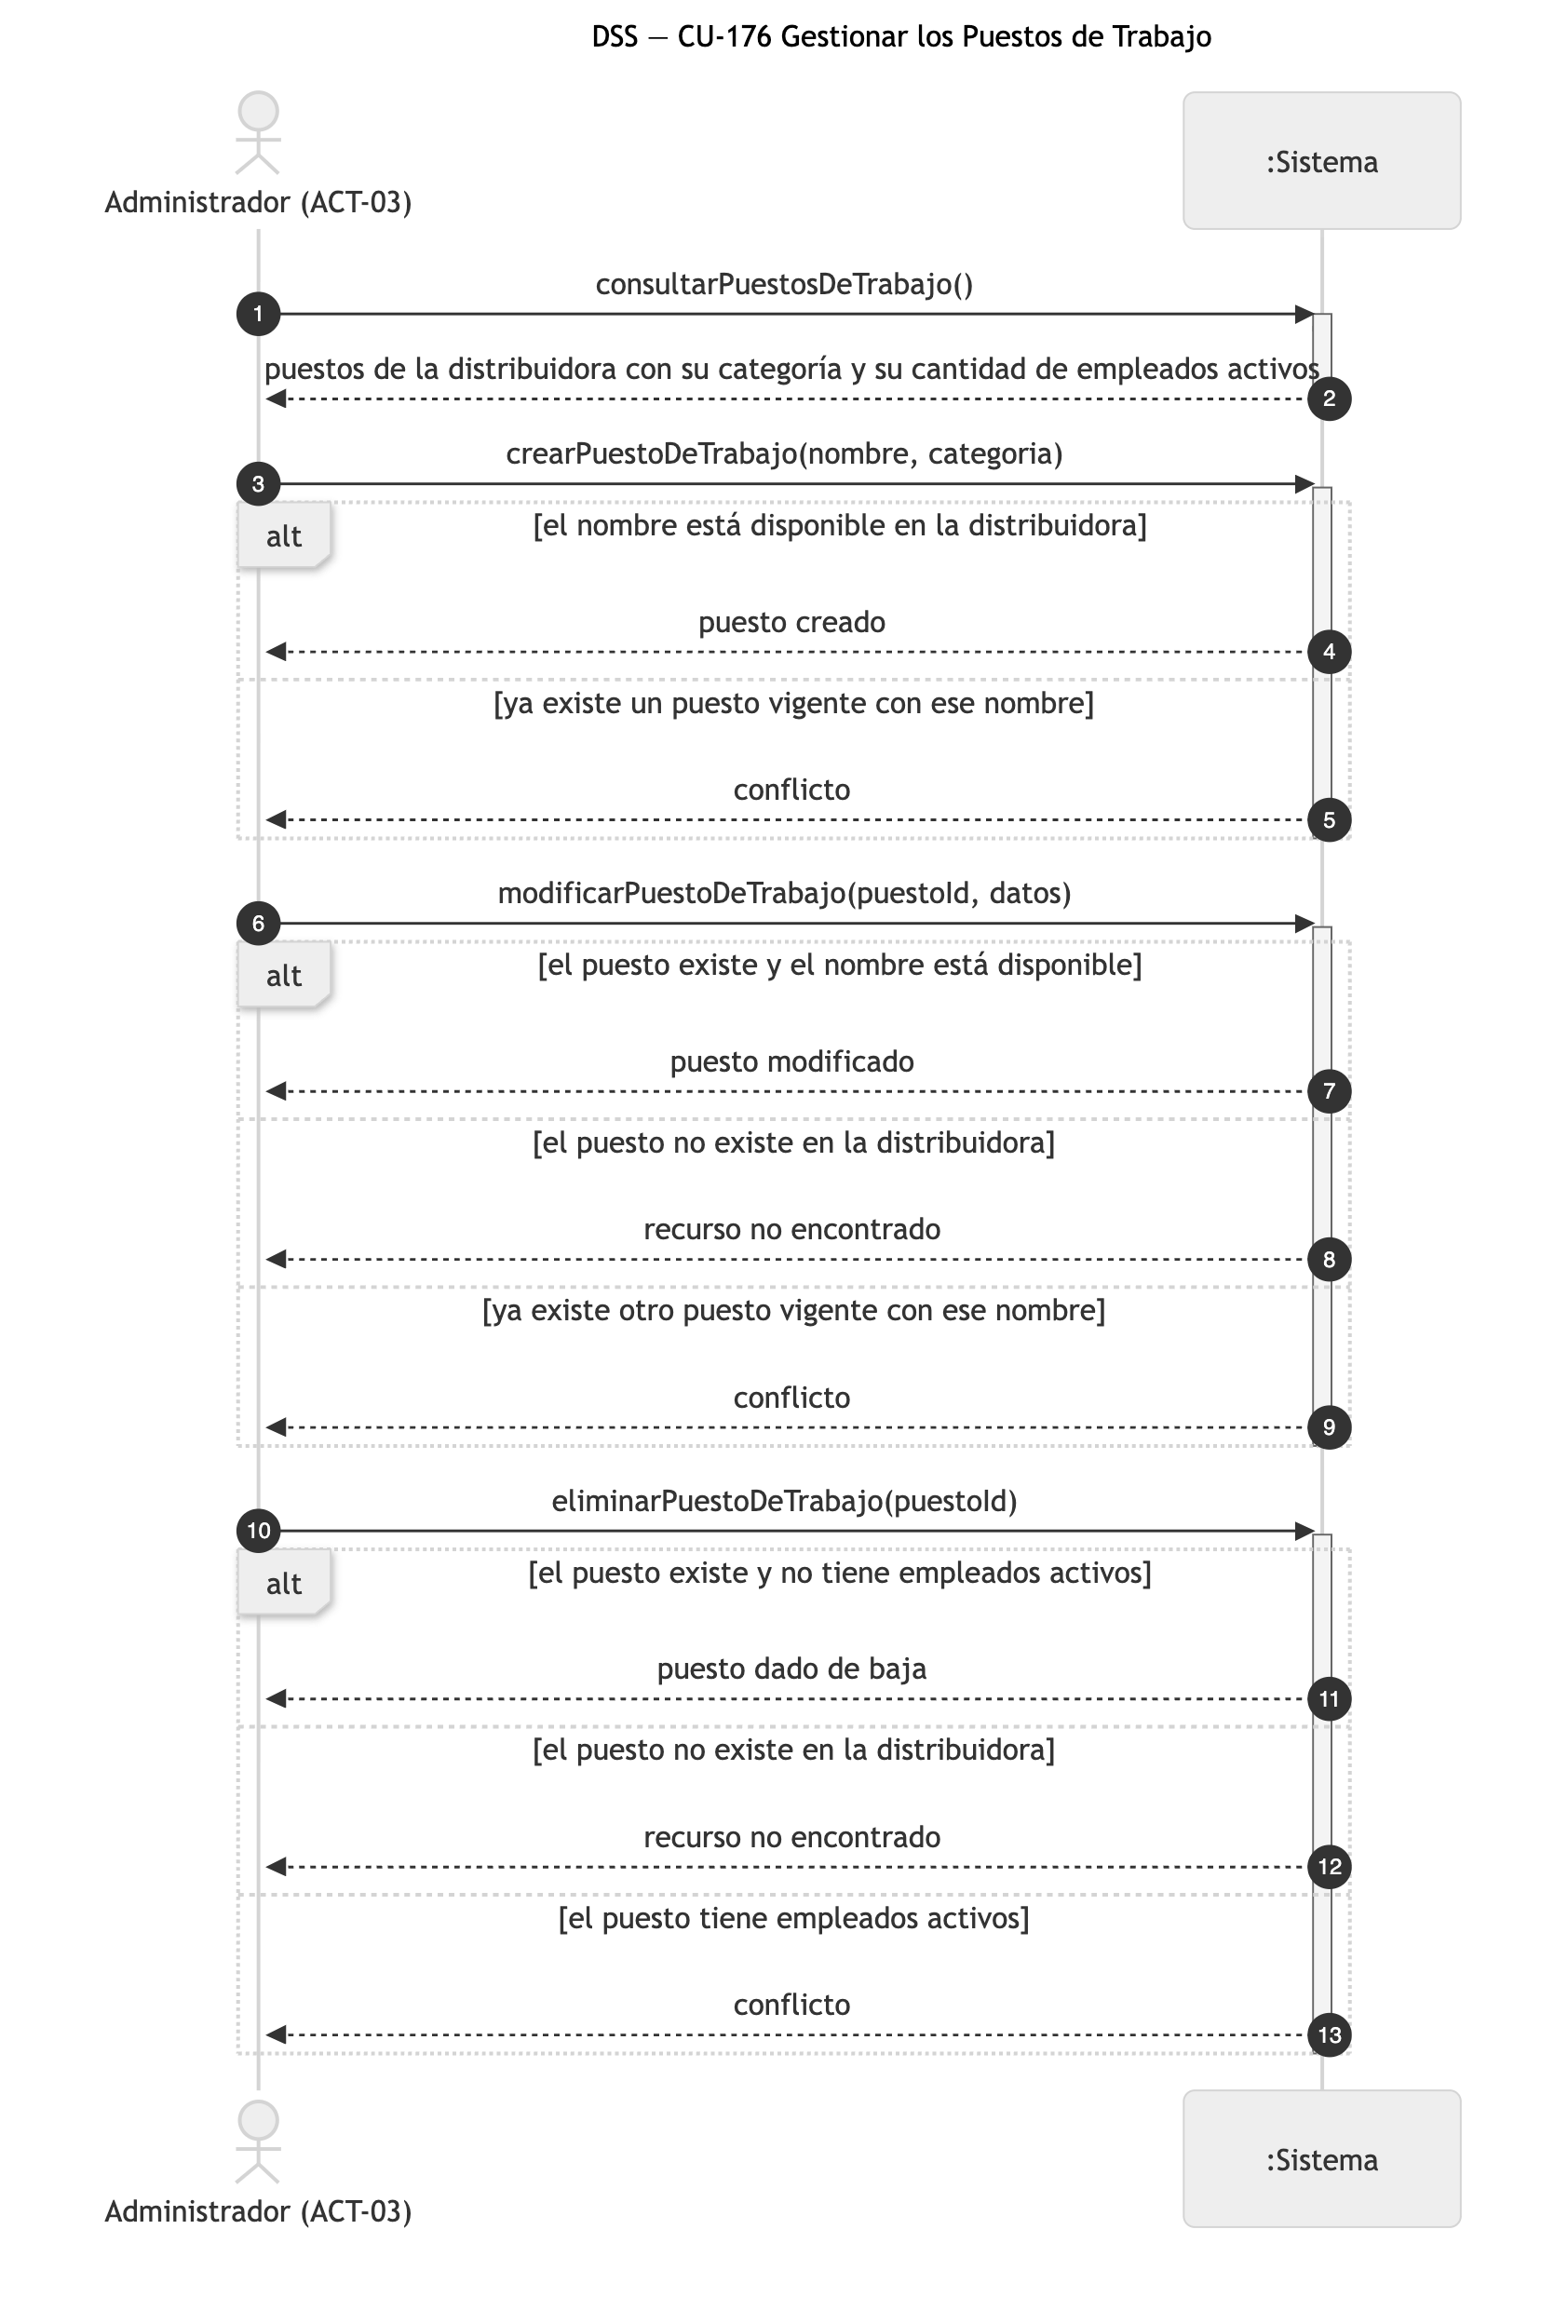 DSS — CU-176 Gestionar los Puestos de Trabajo
Administrador (ACT-03)
:Sistema
consultarPuestosDeTrabajo()
1
puestos de la distribuidora con su categoría y su cantidad de empleados activos
2
crearPuestoDeTrabajo(nombre, categoria)
3
alt
[el nombre está disponible en la distribuidora]
puesto creado
4
[ya existe un puesto vigente con ese nombre]
conflicto
5
modificarPuestoDeTrabajo(puestoId, datos)
6
alt
[el puesto existe y el nombre está disponible]
puesto modificado
7
[el puesto no existe en la distribuidora]
recurso no encontrado
8
[ya existe otro puesto vigente con ese nombre]
conflicto
9
eliminarPuestoDeTrabajo(puestoId)
10
alt
[el puesto existe y no tiene empleados activos]
puesto dado de baja
11
[el puesto no existe en la distribuidora]
recurso no encontrado
12
[el puesto tiene empleados activos]
conflicto
13
Administrador (ACT-03)
:Sistema